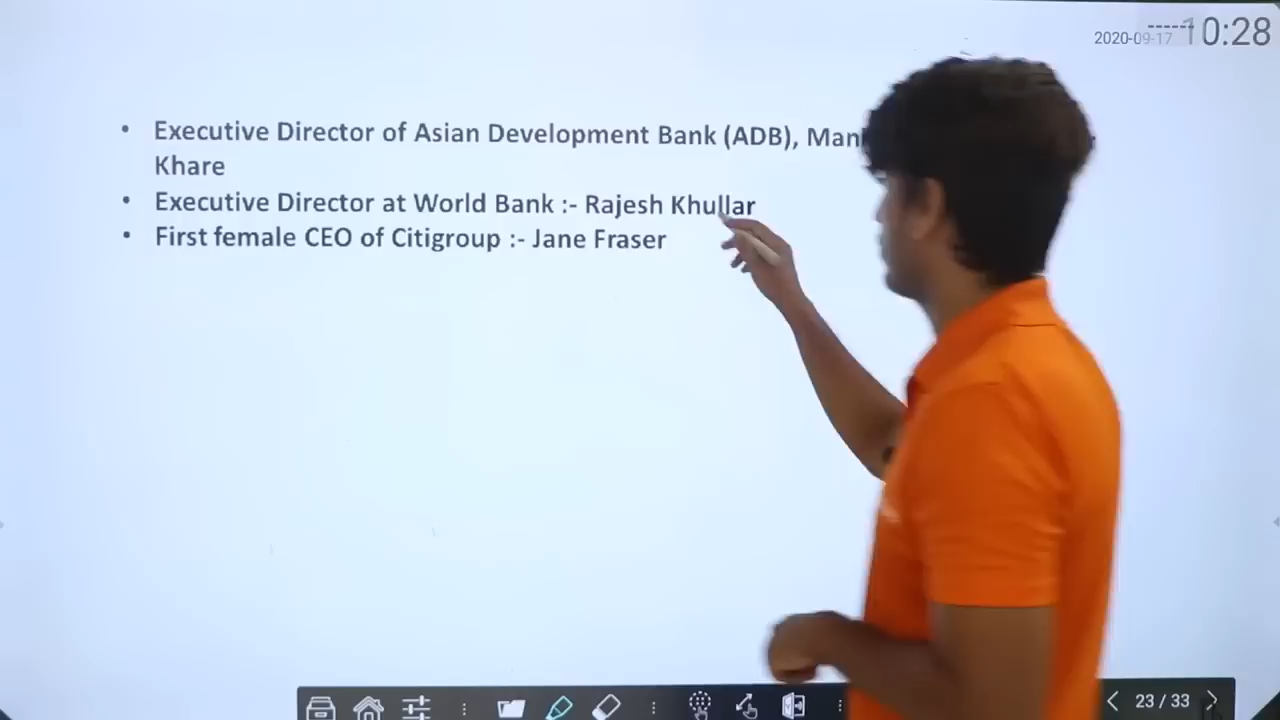 2020-09-17 10:28
• Executive Director of Asian Development Bank (ADB),
Khare
• Executive Director at World Bank :- Rajesh Khullar
• First female CEO of Citigroup :- Jane Fraser
23 / 33